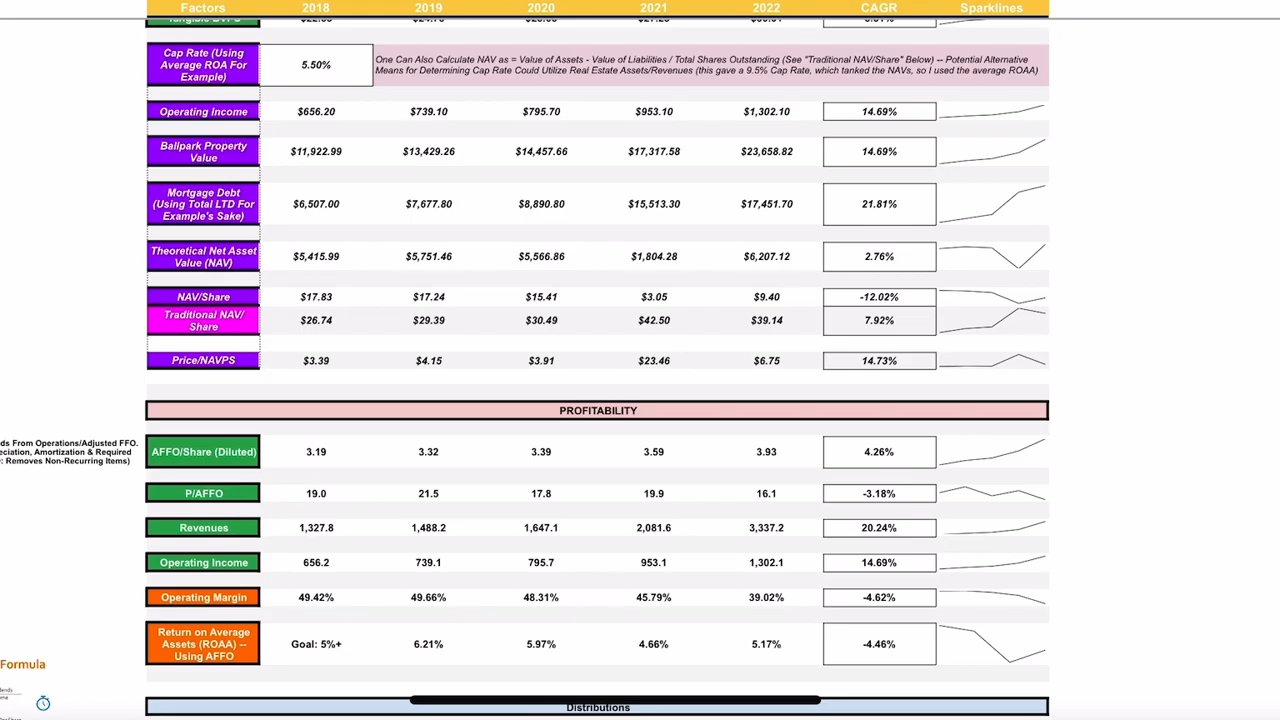 Factors 2018 2019 2020 2021 2022 CAGR Sparklines
Cap Rate (Using
Average ROA For
Example)
5.50%
One Can Also Calculate NAV as = Value of Assets - Value of Liabilities / Total Shares Outstanding (See "Traditional NAV/Share" Below) -- Potential Alternative
Means for Determining Cap Rate Could Utilize Real Estate Assets/Revenues (this gave a 9.5% Cap Rate, which tanked the NAVs, so I used the average ROAA)
Operating Income $656.20 $739.10 $795.70 $953.10 $1,302.10 14.69%
Ballpark Property
Value
$11,922.99 $13,429.26 $14,457.66 $17,317.58 $23,658.82 14.69%
Mortgage Debt
(Using Total LTD For
Example's Sake)
$6,507.00 $7,677.80 $8,890.80 $15,513.30 $17,451.70 21.81%
Theoretical Net Asset
Value (NAV)
$5,415.99 $5,751.46 $5,566.86 $1,804.28 $6,207.12 2.76%
NAV/Share $17.83 $17.24 $15.41 $3.05 $9.40 -12.02%
Traditional NAV/
Share
$26.74 $29.39 $30.49 $42.50 $39.14 7.92%
Price/NAVPS $3.39 $4.15 $3.91 $23.46 $6.75 14.73%
PROFITABILITY
ds From Operations/Adjusted FFO.
eciation, Amortization & Required
: Removes Non-Recurring Items)
AFFO/Share (Diluted) 3.19 3.32 3.39 3.59 3.93 4.26%
P/AFFO 19.0 21.5 17.8 19.9 16.1 -3.18%
Revenues 1,327.8 1,488.2 1,647.1 2,081.6 3,337.2 20.24%
Operating Income 656.2 739.1 795.7 953.1 1,302.1 14.69%
Operating Margin 49.42% 49.66% 48.31% 45.79% 39.02% -4.62%
Return on Average
Assets (ROAA) --
Using AFFO
Goal: 5%+ 6.21% 5.97% 4.66% 5.17% -4.46%
Formula
Distributions